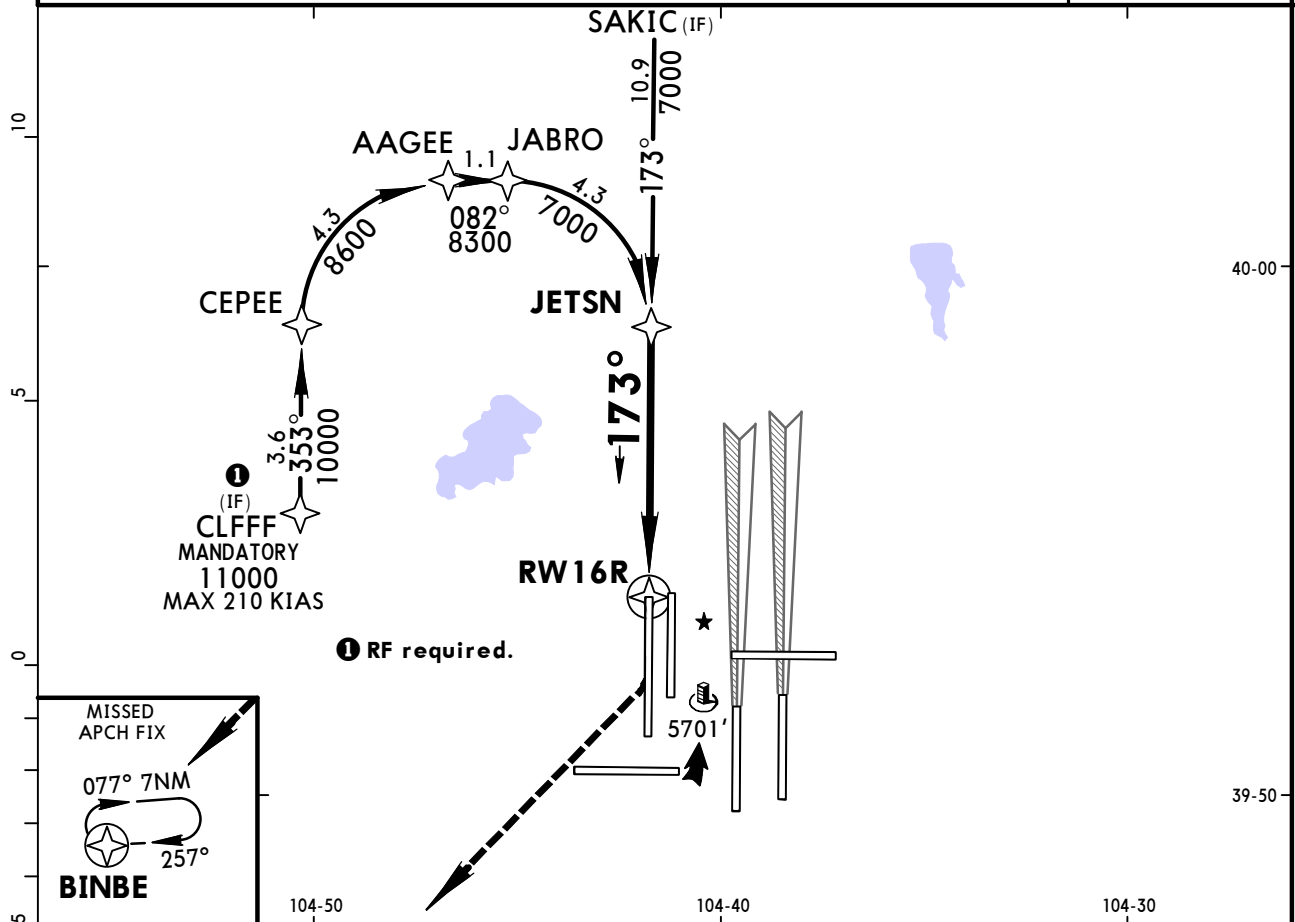 SAKIC (IF)
10.9
7000
173°
10
AAGEE
JABRO
1.1
4.3
8600
082°
8300
4.3
7000
40-00
CEPEE
JETSN
5
3.6
353°
10000
173°
1
(IF)
CLFFF
MANDATORY
11000
MAX 210 KIAS
RW16R
1 RF required.
0
MISSED
APCH FIX
5701'
077° 7NM
257°
BINBE
39-50
5
104-50
104-40
104-30